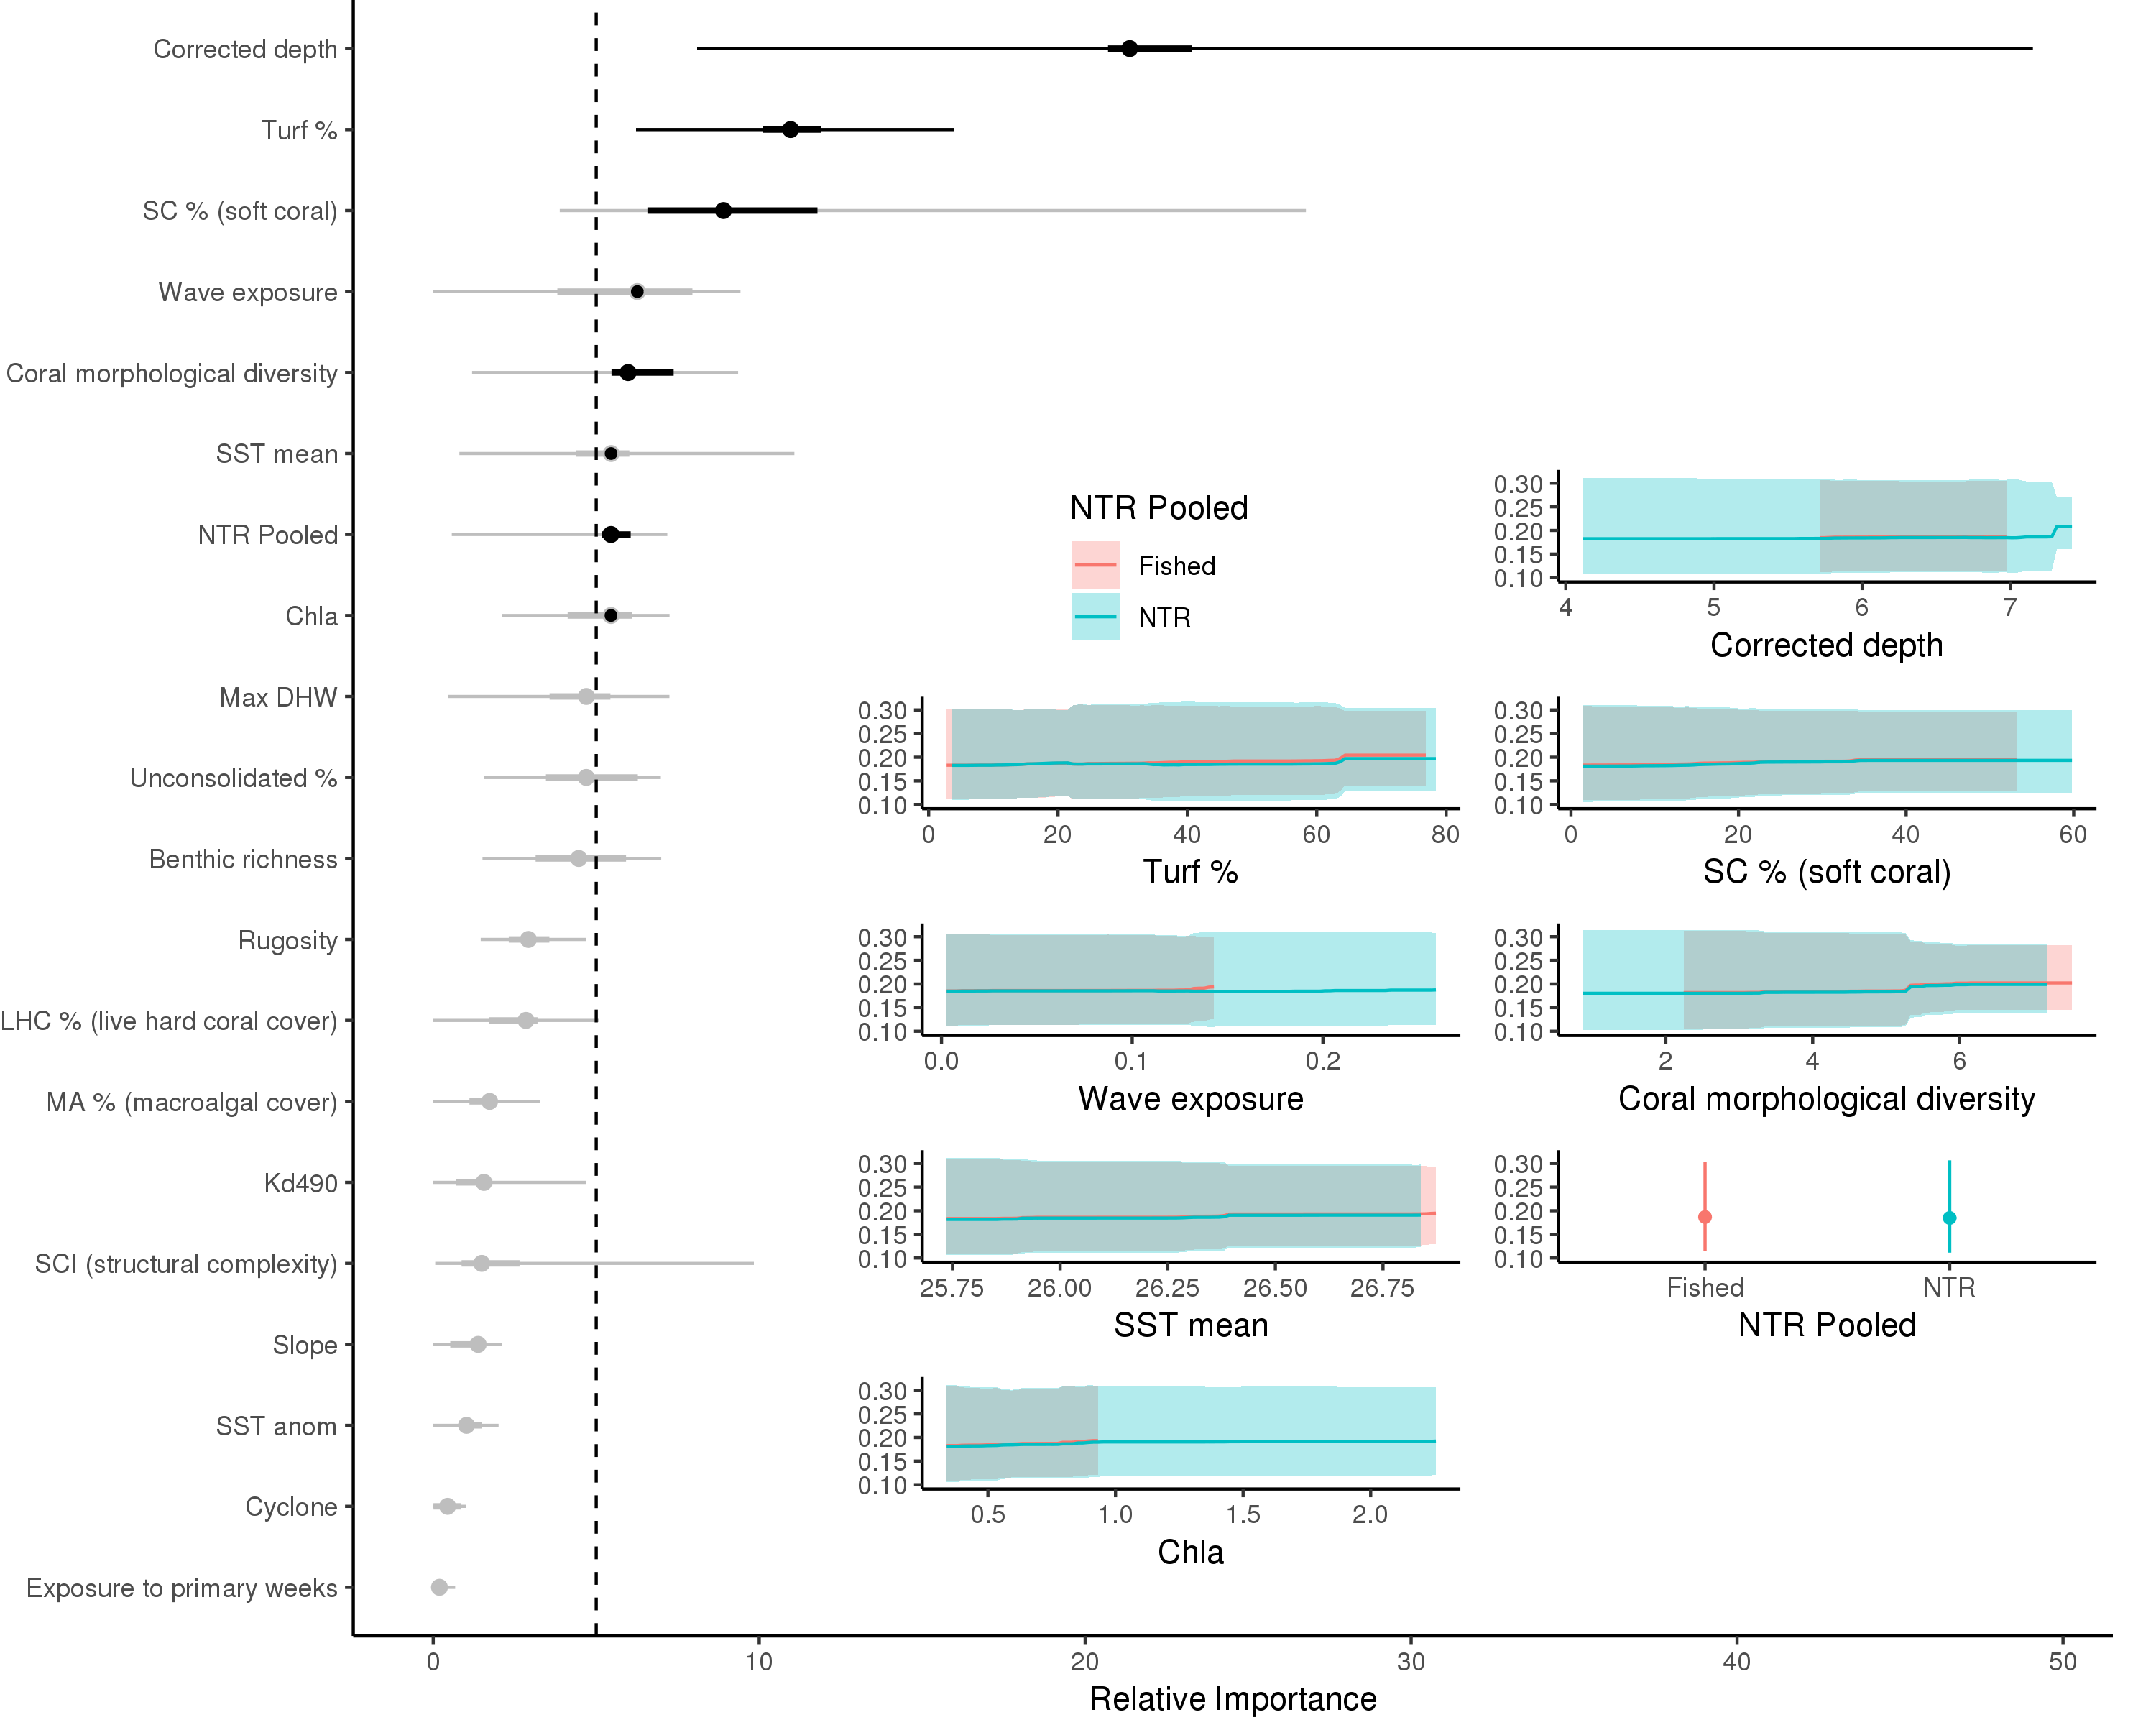 Corrected depth
Turf %
SC % (soft coral)
Wave exposure
Coral morphological diversity
SST mean
NTR Pooled
Chla
Max DHW
Unconsolidated %
Benthic richness
Rugosity
LHC % (live hard coral cover)
MA % (macroalgal cover)
Kd490
SCI (structural complexity)
Slope
SST anom
Cyclone
Exposure to primary weeks
0 10 20 30 40 50
Relative Importance
NTR Pooled
Fished
NTR
0.30
0.25
0.20
0.15
0.10
4 5 6 7
Corrected depth
0.30
0.25
0.20
0.15
0.10
0 20 40 60 80
Turf %
0.30
0.25
0.20
0.15
0.10
0 20 40 60
SC % (soft coral)
0.30
0.25
0.20
0.15
0.10
0.0 0.1 0.2
Wave exposure
0.30
0.25
0.20
0.15
0.10
2 4 6
Coral morphological diversity
0.30
0.25
0.20
0.15
0.10
25.75 26.00 26.25 26.50 26.75
SST mean
0.30
0.25
0.20
0.15
0.10
Fished NTR
NTR Pooled
0.30
0.25
0.20
0.15
0.10
0.5 1.0 1.5 2.0
Chla